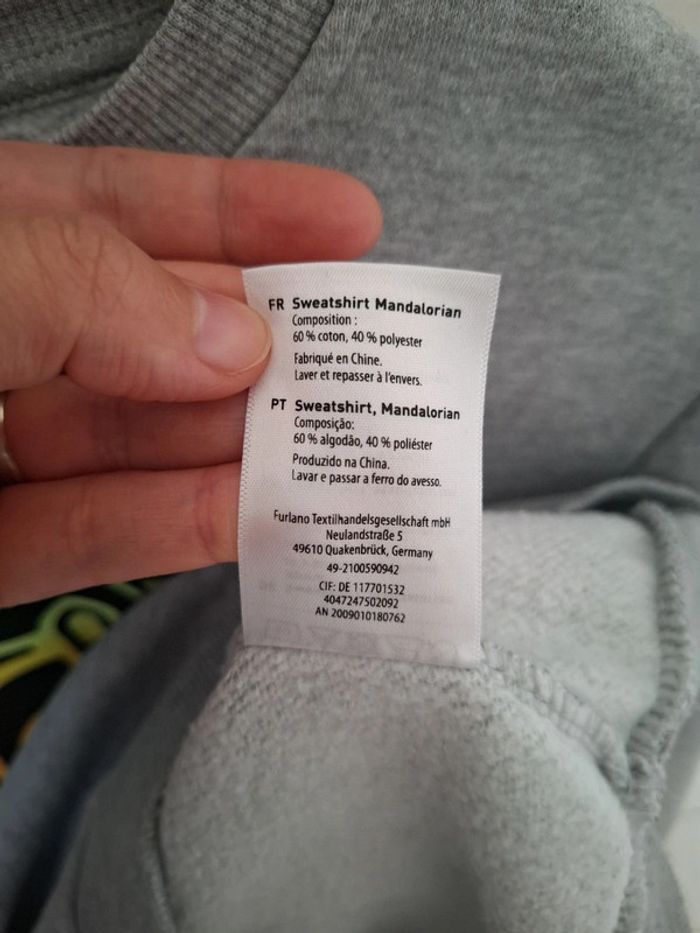 FR Sweatshirt Mandalorian
Composition :
60 % coton, 40 % polyester
Fabriqué en Chine.
Laver et repasser à l'envers.
PT Sweatshirt, Mandalorian
Composição:
60 % algodão, 40 % poliéster
Produzido na China.
Lavar e passar a ferro do avesso.
Furlano Textilhandelsgesellschaft mbH
Neulandstraße 5
49610 Quakenbrück, Germany
49-2100590942
CIF: DE 117701532
4047247502092
AN 2009010180762